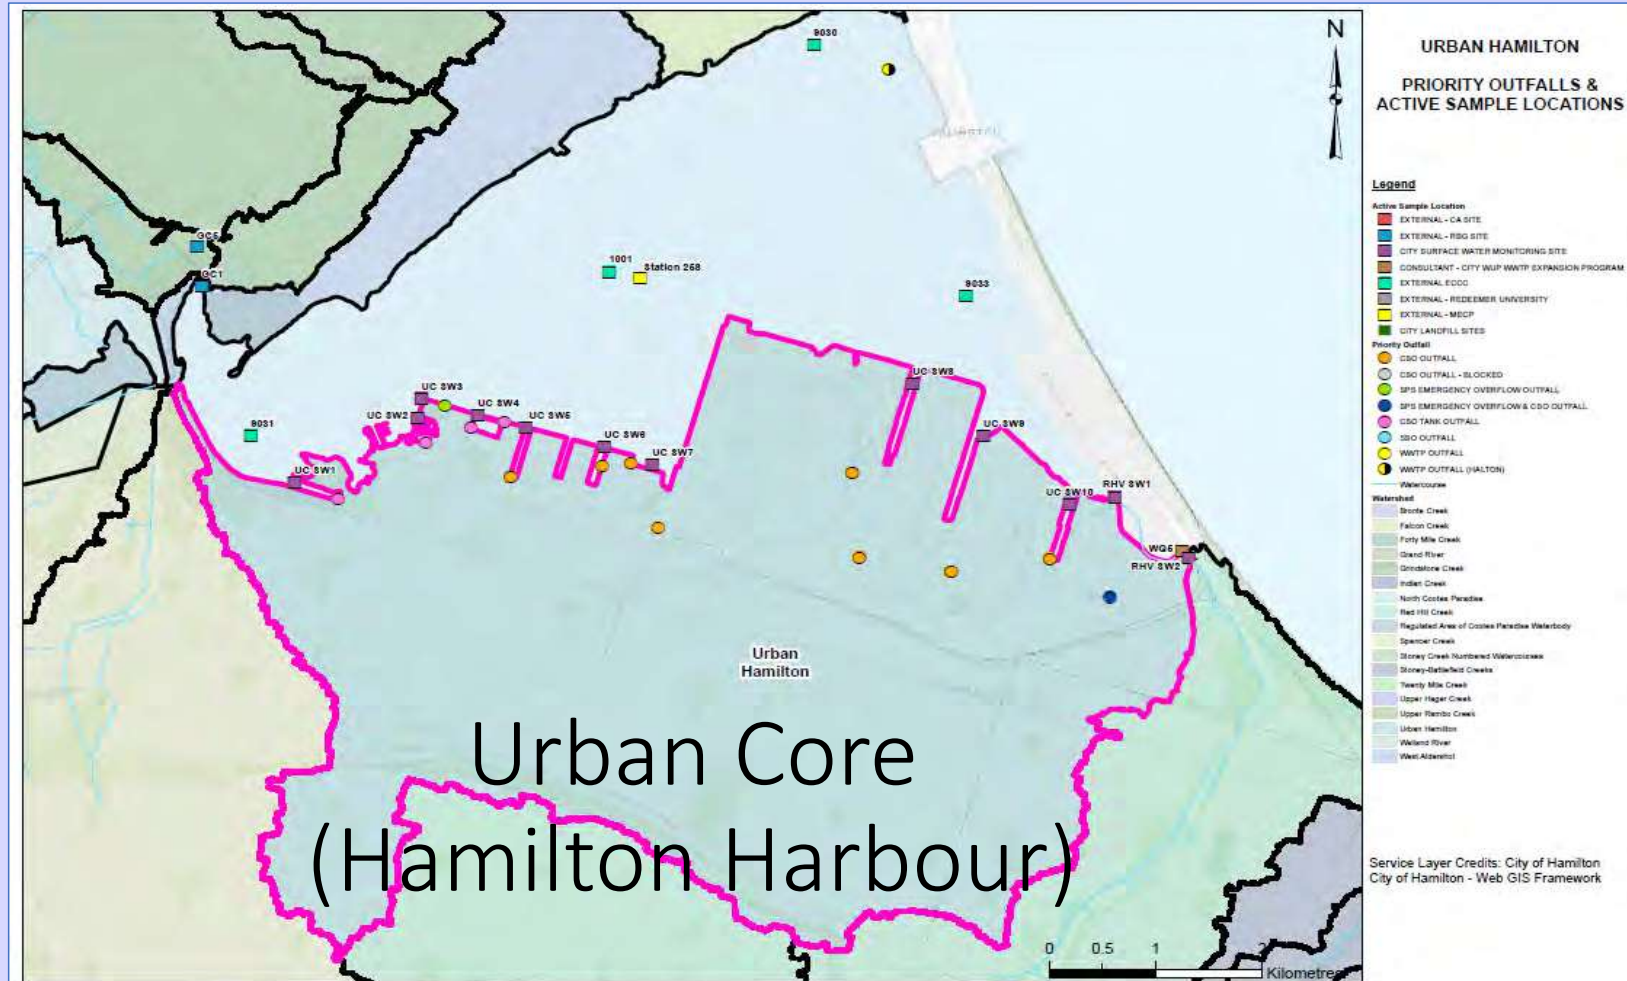 9030
N
GC5
GC1
1001
Station 258
9033
UC SW8
UC SW3
UC SW4
UC SW2
UC SW5
9031
UC SW9
UC SW6
UC SW7
UC SW1
RHV SW1
UC SW10
WQ5
RHV SW2
Urban
Hamilton
Urban Core
(Hamilton Harbour)
0 0.5 1 2
Kilometres
URBAN HAMILTON
PRIORITY OUTFALLS &
ACTIVE SAMPLE LOCATIONS
Legend
Active Sample Location
EXTERNAL - CA SITE
EXTERNAL - RBG SITE
CITY SURFACE WATER MONITORING SITE
CONSULTANT - CITY WUP WWTP EXPANSION PROGRAM
EXTERNAL ECCC
EXTERNAL - REDEEMER UNIVERSITY
EXTERNAL - MECP
CITY LANDFILL SITES
Priority Outfall
CSO OUTFALL
CSO OUTFALL - BLOCKED
SPS EMERGENCY OVERFLOW OUTFALL
SPS EMERGENCY OVERFLOW & CSO OUTFALL
CSO TANK OUTFALL
SBO OUTFALL
WWTP OUTFALL
WWTP OUTFALL (HALTON)
Watercourse
Watershed
Bronte Creek
Falcon Creek
Forty Mile Creek
Grand River
Grindstone Creek
Indian Creek
North Cootes Paradise
Red Hill Creek
Regulated Area of Cootes Paradise Waterbody
Spencer Creek
Stoney Creek Numbered Watercourses
Stoney-Battlefield Creeks
Twenty Mile Creek
Upper Hager Creek
Upper Rambo Creek
Urban Hamilton
Welland River
West Aldershot
Service Layer Credits: City of Hamilton
City of Hamilton - Web GIS Framework